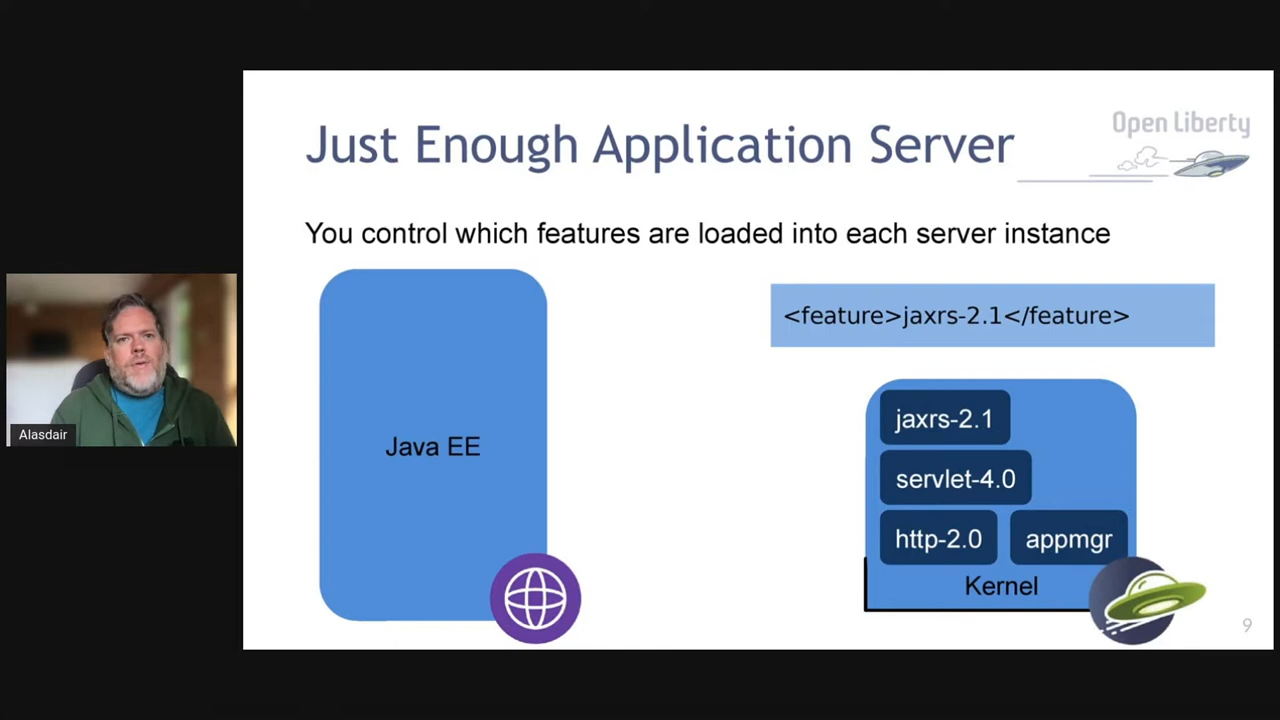 Just Enough Application Server
Open Liberty
You control which features are loaded into each server instance
Java EE
<feature>jaxrs-2.1</feature>
jaxrs-2.1
servlet-4.0
http-2.0
appmgr
Kernel
Alasdair
9